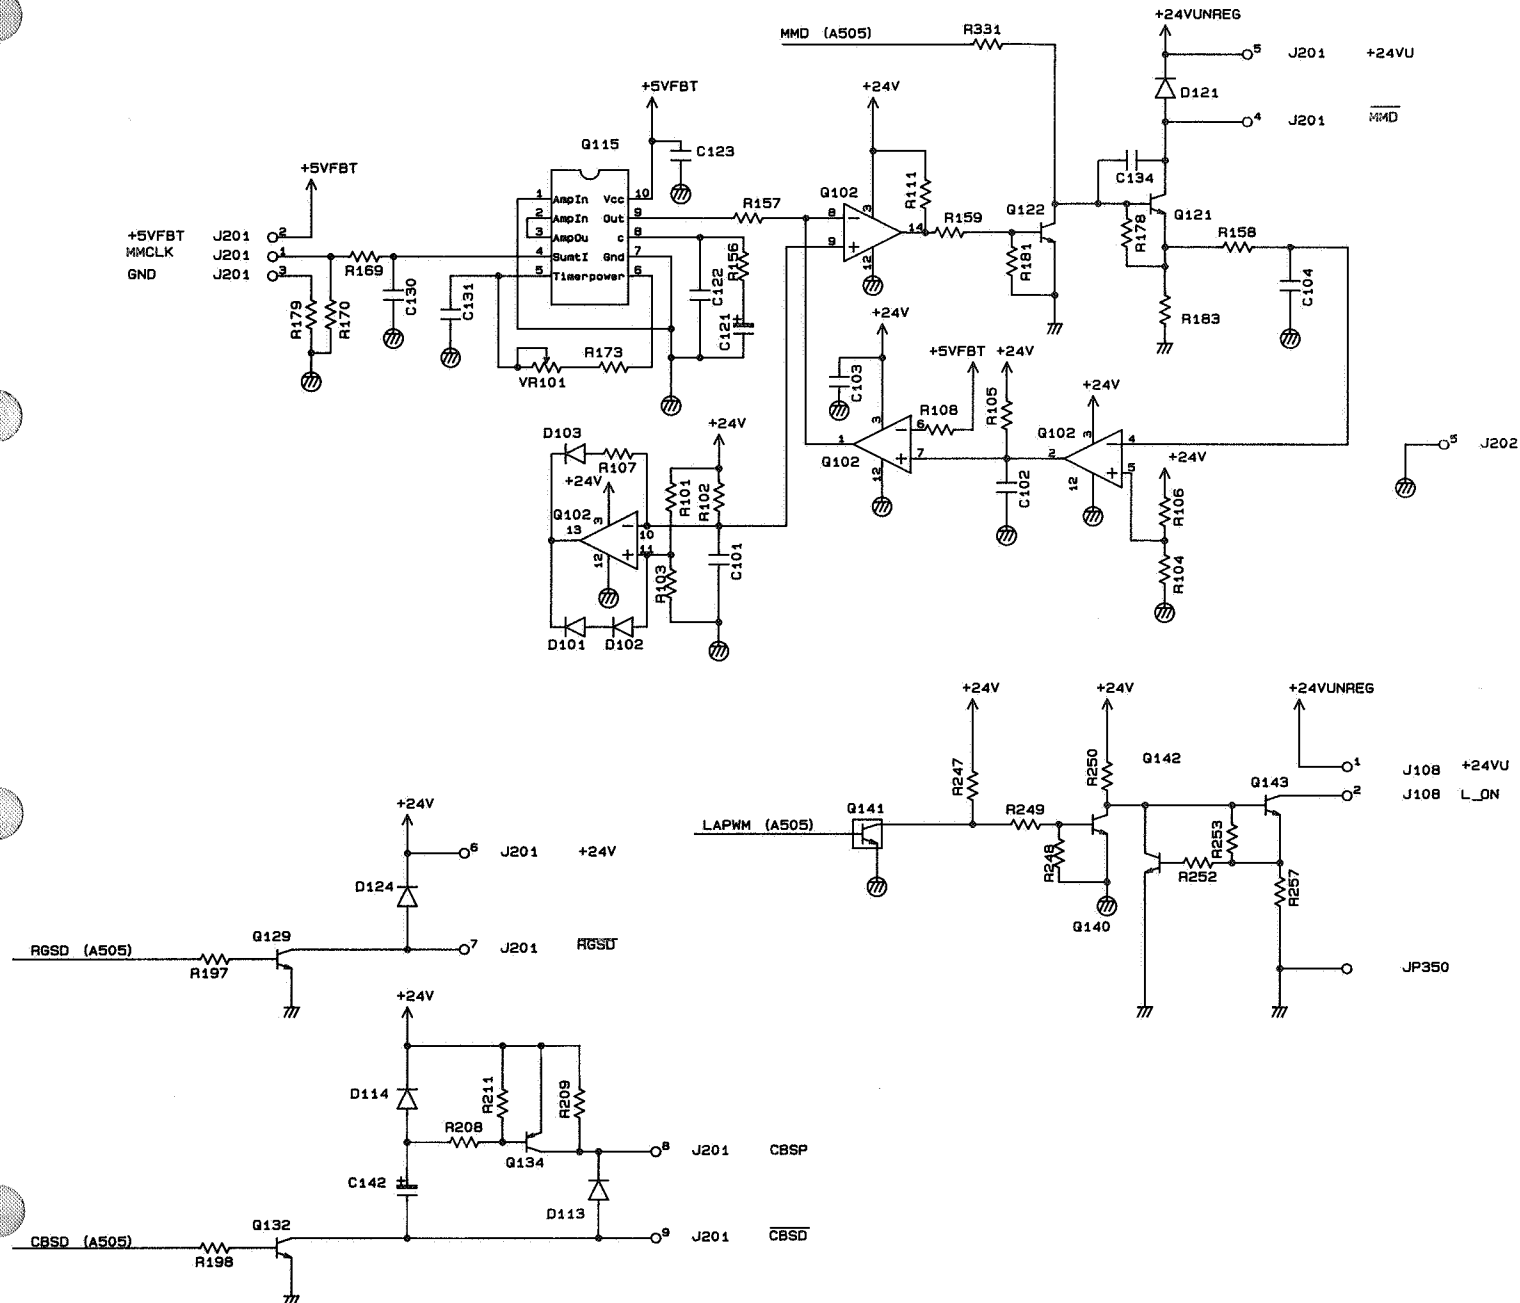 +24VUNREG
MMD (A505) R331
5 J201 +24VU
+5VFBT +24V
D121
4 J201 MMD
Q115
C123
+5VFBT
C134
1 AmpIn Vcc 10
2 AmpIn Out 9
3 AmpOu c 8
4 SumtI Gnd 7
5 Timerpower 6
R157
Q102
3
8
9
14
12
R111
R159
Q122
R181
R178
Q121
R158
C104
R183
+5VFBT J201 2
MMCLK J201 1
GND J201 3
R169
R179
R170
C130
C131
C122
R156
C121
VR101
R173
+24V
C103
+5VFBT
+24V
R108
R105
3
6
7
1
12
Q102
C102
+24V
Q102
3
4
5
2
12
+24V
R106
R104
5 J202
D103
R107
+24V
+24V
R101
R102
Q102
3
13
10
11
12
R103
C101
D101
D102
+24V +24V +24VUNREG
R247
R250
Q142
1 J108 +24VU
Q143
2 J108 L_ON
Q141
LAPWM (A505)
R249
R248
R253
R252
R257
Q140
JP350
+24V
6 J201 +24V
D124
Q129
7 J201 RGSD
RGSD (A505)
R197
+24V
D114
R211
R209
R208
Q134
8 J201 CBSP
C142
D113
Q132
9 J201 CBSD
CBSD (A505)
R198